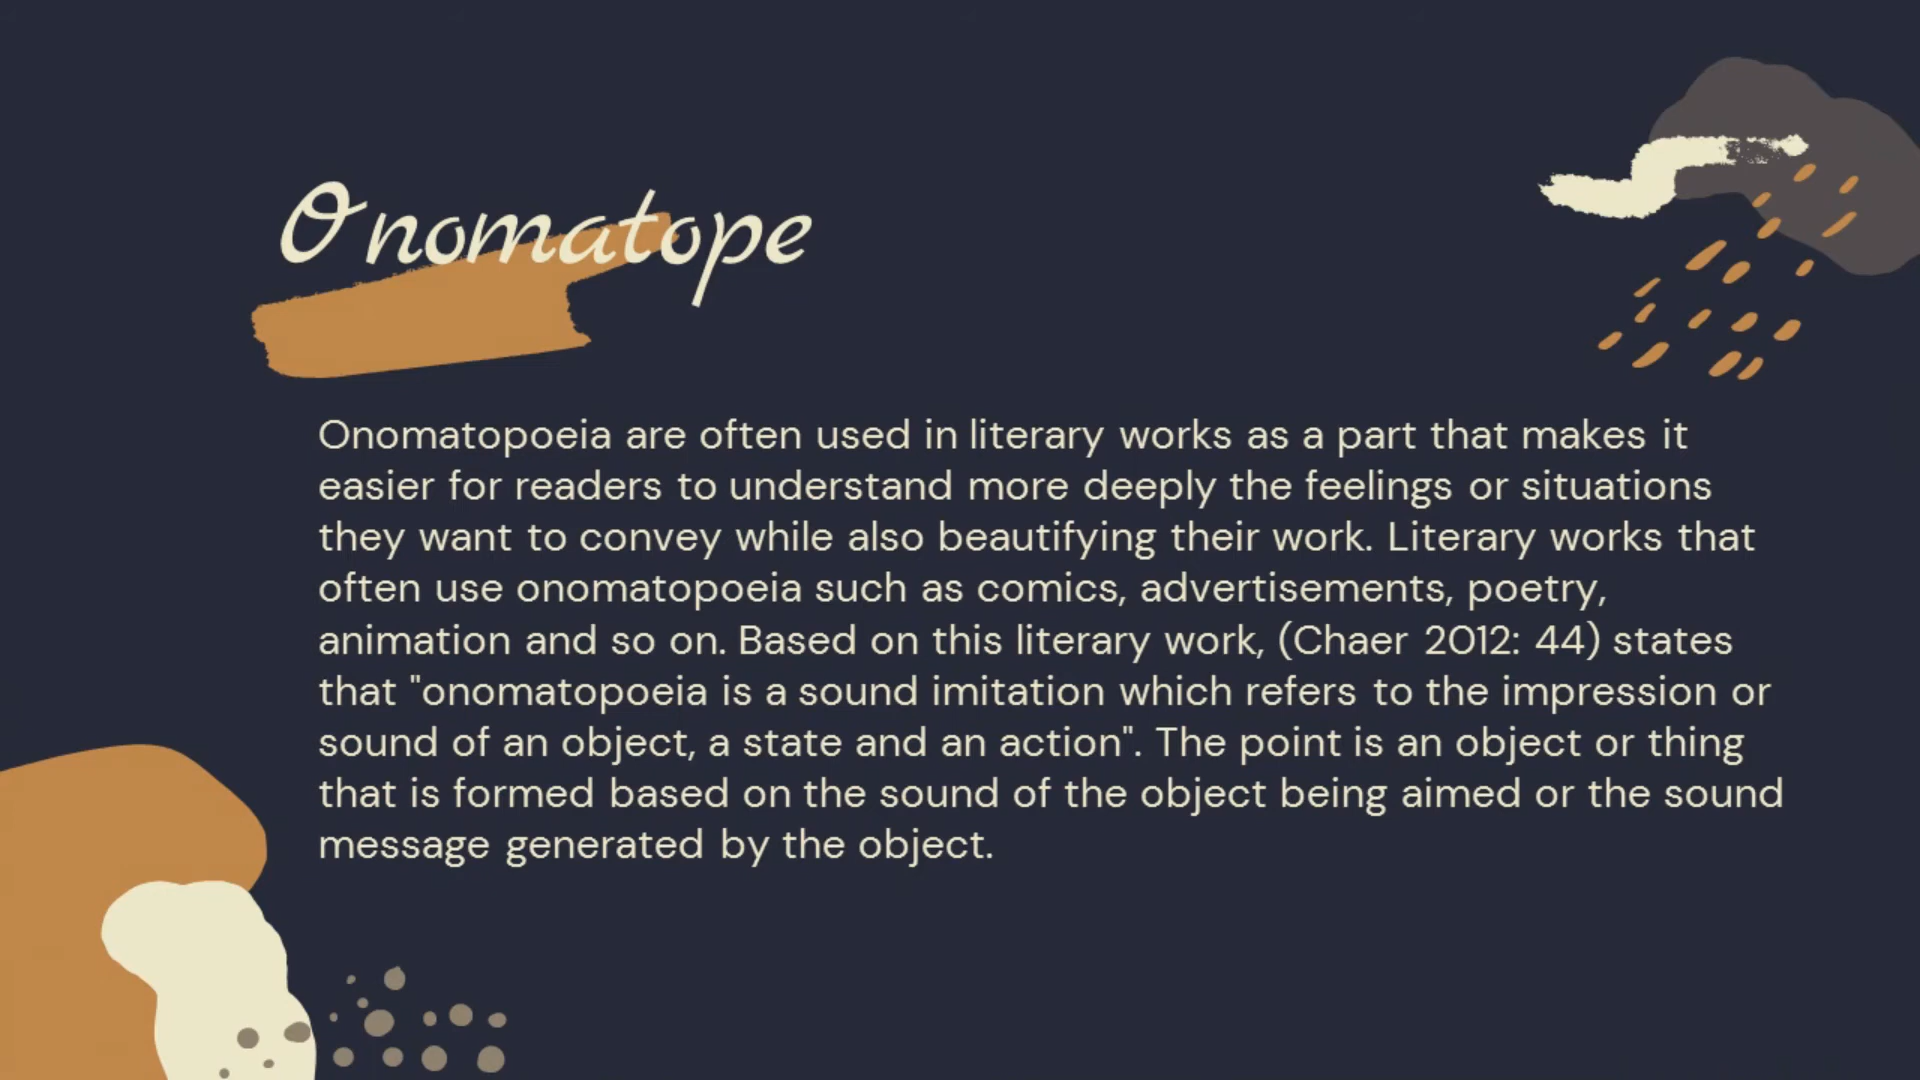 Onomatope
Onomatopoeia are often used in literary works as a part that makes it
easier for readers to understand more deeply the feelings or situations
they want to convey while also beautifying their work. Literary works that
often use onomatopoeia such as comics, advertisements, poetry,
animation and so on. Based on this literary work, (Chaer 2012: 44) states
that "onomatopoeia is a sound imitation which refers to the impression or
sound of an object, a state and an action". The point is an object or thing
that is formed based on the sound of the object being aimed or the sound
message generated by the object.